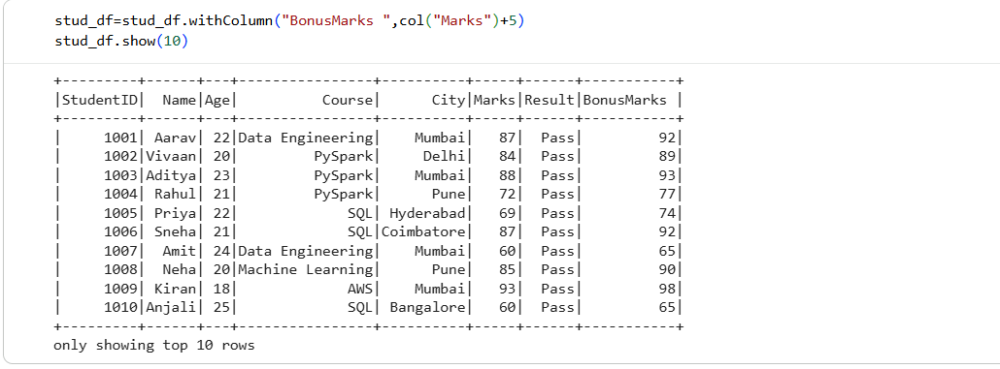 stud_df=stud_df.withColumn("BonusMarks ",col("Marks")+5)
stud_df.show(10)
+---------+------+---+----------------+----------+-----+------+-----------+
|StudentID|  Name|Age|          Course|      City|Marks|Result|BonusMarks |
+---------+------+---+----------------+----------+-----+------+-----------+
|     1001| Aarav| 22|Data Engineering|    Mumbai|   87|  Pass|         92|
|     1002|Vivaan| 20|         PySpark|     Delhi|   84|  Pass|         89|
|     1003|Aditya| 23|         PySpark|    Mumbai|   88|  Pass|         93|
|     1004| Rahul| 21|         PySpark|      Pune|   72|  Pass|         77|
|     1005| Priya| 22|             SQL| Hyderabad|   69|  Pass|         74|
|     1006| Sneha| 21|             SQL|Coimbatore|   87|  Pass|         92|
|     1007|  Amit| 24|Data Engineering|    Mumbai|   60|  Pass|         65|
|     1008|  Neha| 20|Machine Learning|      Pune|   85|  Pass|         90|
|     1009| Kiran| 18|             AWS|    Mumbai|   93|  Pass|         98|
|     1010|Anjali| 25|             SQL| Bangalore|   60|  Pass|         65|
+---------+------+---+----------------+----------+-----+------+-----------+
only showing top 10 rows